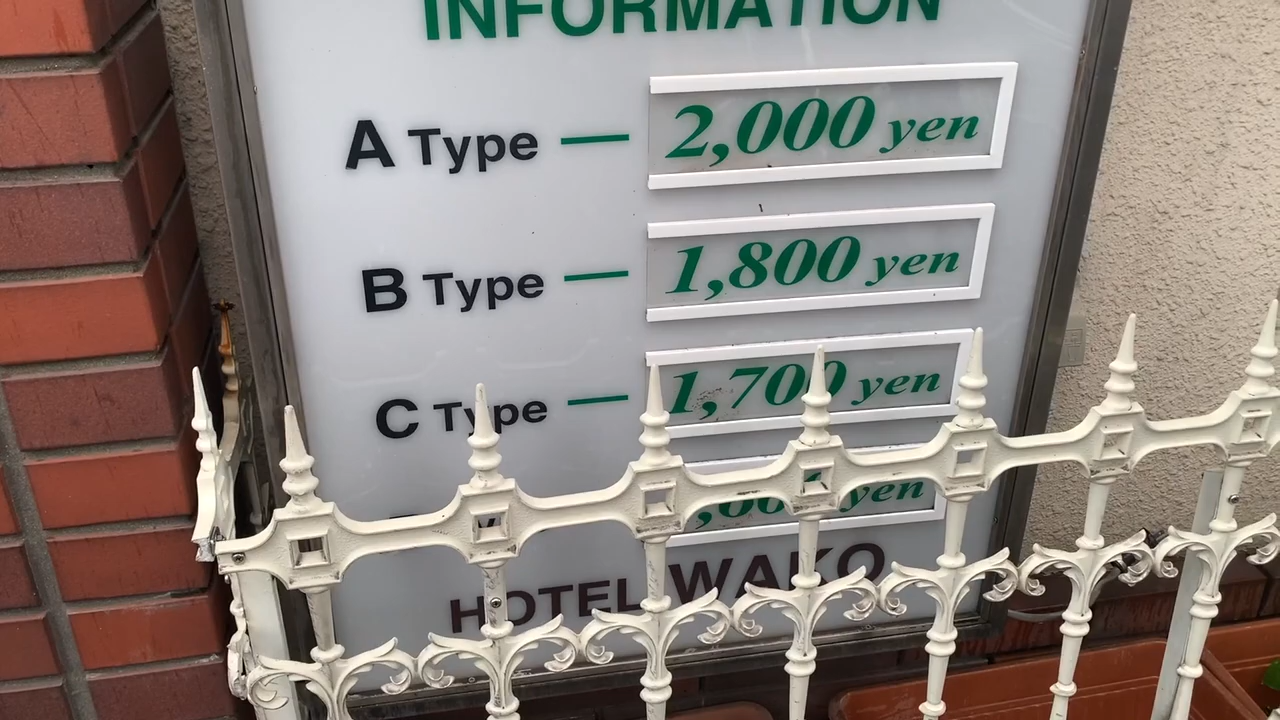 INFORMATION
A Type — 2,000 yen
B Type — 1,800 yen
C Type — 1,700 yen
yen
HOTEL WAKO